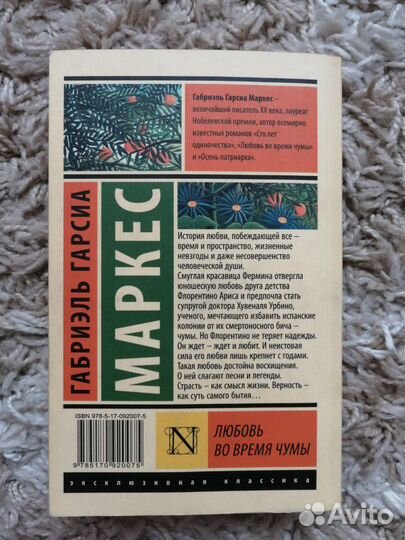 Габриэль Гарсиа Маркес –
величайший писатель XX века, лауреат
Нобелевской премии, автор всемирно
известных романов «Сто лет
одиночества», «Любовь во время чумы»
и «Осень патриарха».
ГАБРИЭЛЬ ГАРСИА
МАРКЕС
История любви, побеждающей все –
время и пространство, жизненные
невзгоды и даже несовершенство
человеческой души.
Смуглая красавица Фермина отвергла
юношескую любовь друга детства
Флорентино Ариса и предпочла стать
супругой доктора Хувеналя Урбино,
ученого, мечтающего избавить испанские
колонии от их смертоносного бича –
чумы. Но Флорентино не теряет надежды.
Он ждет – ждет и любит. И неистовая
сила его любви лишь крепнет с годами.
Такая любовь достойна восхищения.
О ней слагают песни и легенды.
Страсть – как смысл жизни. Верность –
как суть самого бытия…
ISBN 978-5-17-092007-5
9 785170 920075
N
ЛЮБОВЬ
ВО ВРЕМЯ ЧУМЫ
эксклюзивная классика
Avito